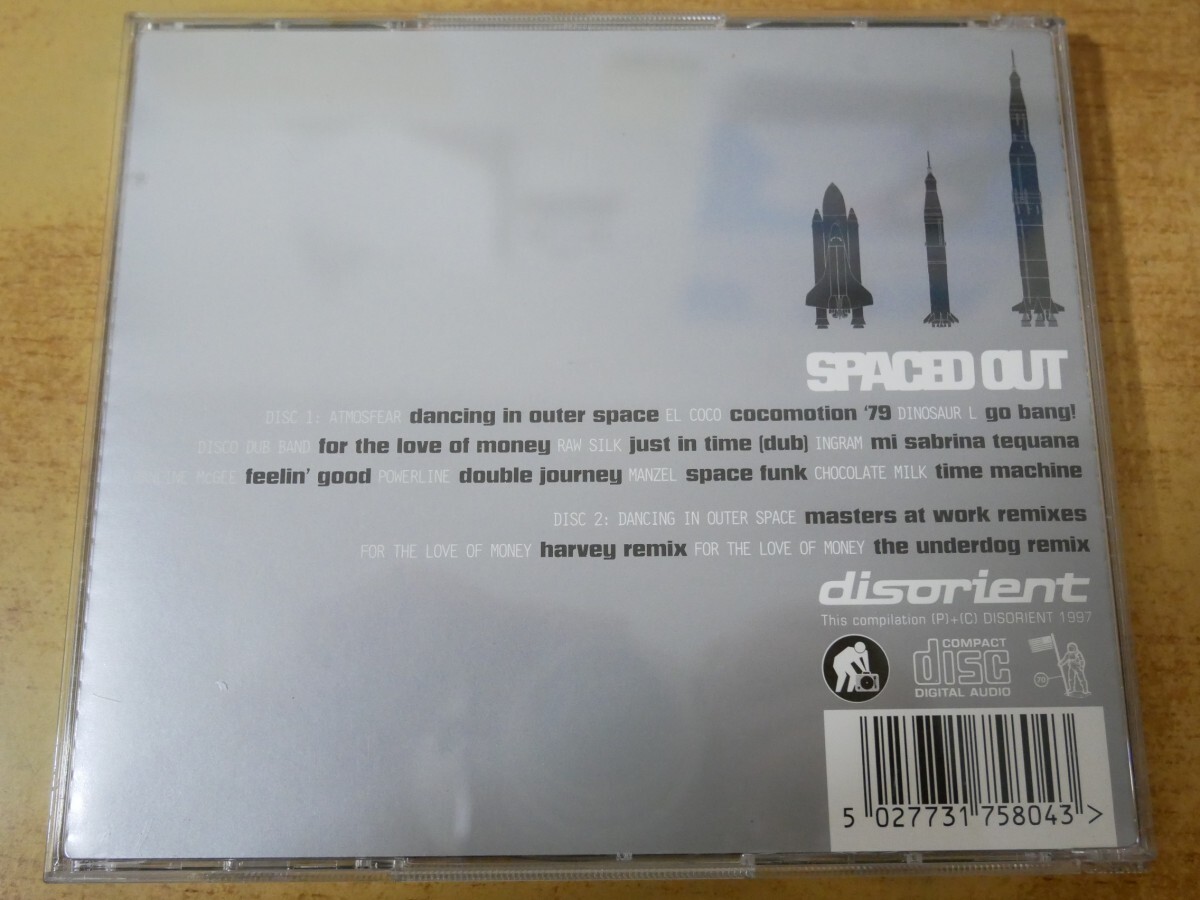 SPACED OUT
DISC 1: ATMOSFEAR dancing in outer space EL COCO cocomotion '79 DINOSAUR L go bang!
DISCO DUB BAND for the love of money RAW SILK just in time (dub) INGRAM mi sabrina tequana
McGEE feelin' good POWERLINE double journey MANZEL space funk CHOCOLATE MILK time machine
DISC 2: DANCING IN OUTER SPACE masters at work remixes
FOR THE LOVE OF MONEY harvey remix FOR THE LOVE OF MONEY the underdog remix
disorient
This compilation (P)+(C) DISORIENT 1997
COMPACT
disc
DIGITAL AUDIO
70
5 027731 758043 >